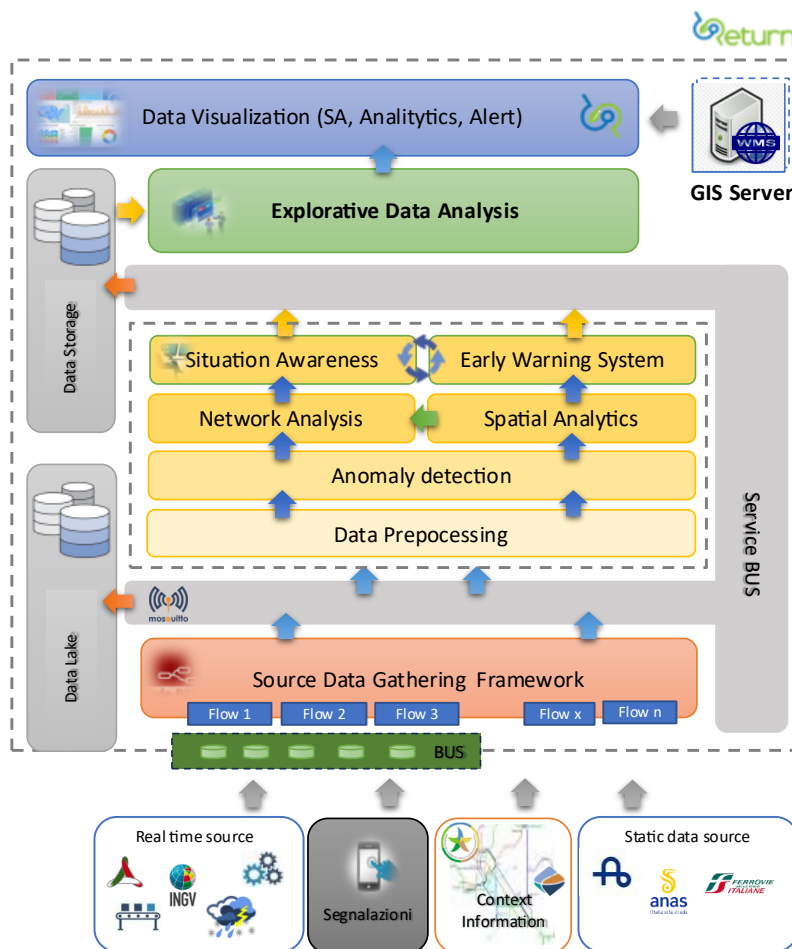 Return
Data Visualization (SA, Analitytics, Alert)
WMS
GIS Server
Explorative Data Analysis
Data Storage
Situation Awareness
Early Warning System
Network Analysis
Spatial Analytics
Anomaly detection
Data Prepocessing
Service BUS
mosquitto
Data Lake
Source Data Gathering Framework
Flow 1
Flow 2
Flow 3
Flow x
Flow n
BUS
Real time source
INGV
Segnalazioni
Context
Information
Static data source
anas
FERROVIE
ITALIANE